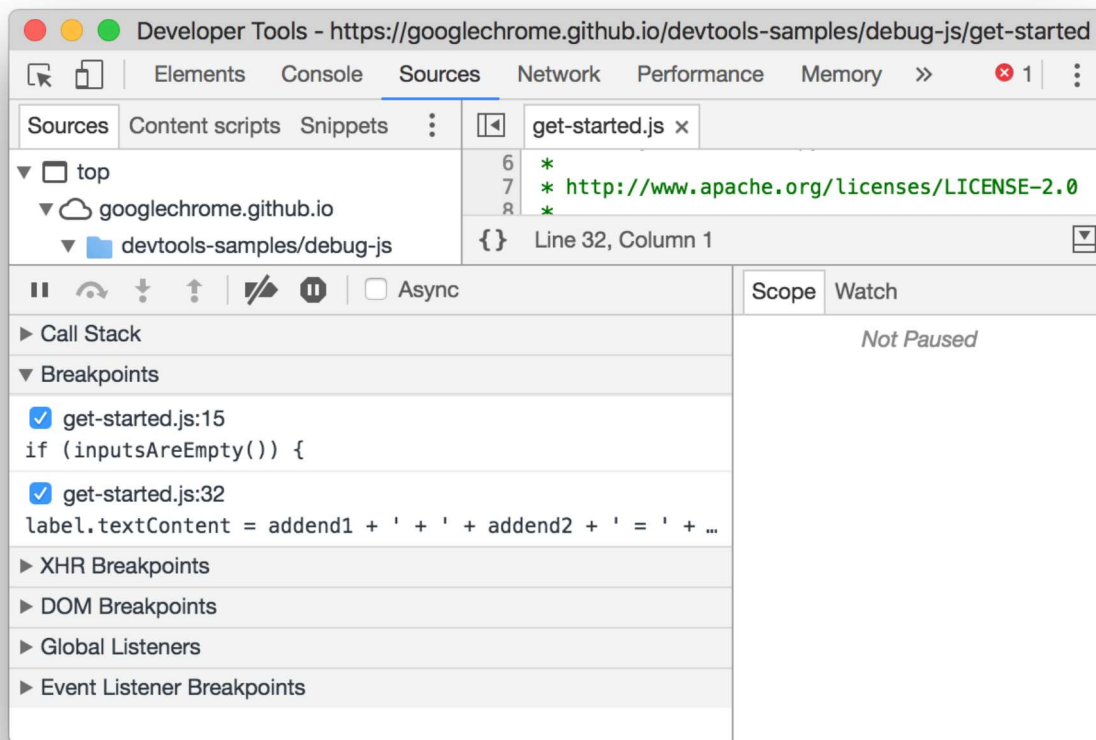 Developer Tools - https://googlechrome.github.io/devtools-samples/debug-js/get-started
Elements Console Sources Network Performance Memory » 1
Sources Content scripts Snippets
get-started.js ×
top
googlechrome.github.io
devtools-samples/debug-js
6 *
7 * http://www.apache.org/licenses/LICENSE-2.0
8 *
{} Line 32, Column 1
Async
Scope Watch
Call Stack
Not Paused
Breakpoints
get-started.js:15
if (inputsAreEmpty()) {
get-started.js:32
label.textContent = addend1 + ' + ' + addend2 + ' = ' + …
XHR Breakpoints
DOM Breakpoints
Global Listeners
Event Listener Breakpoints